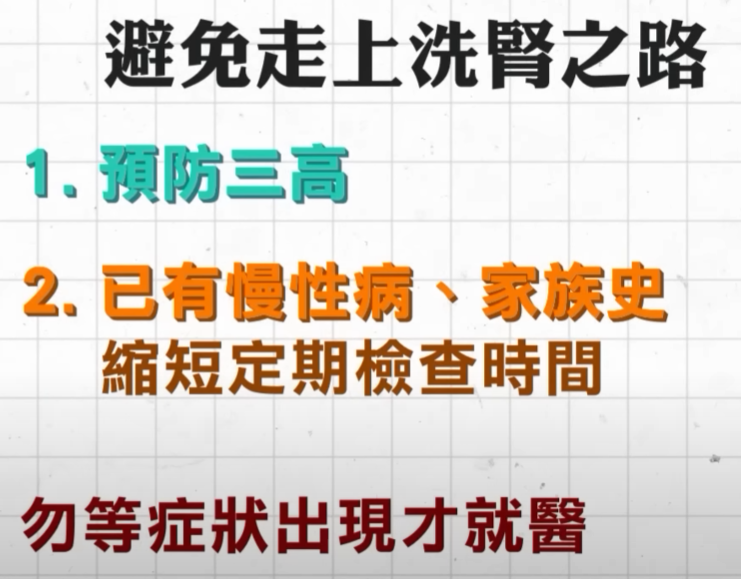 避免走上洗腎之路
1. 預防三高
2. 已有慢性病、家族史
縮短定期檢查時間
勿等症狀出現才就醫